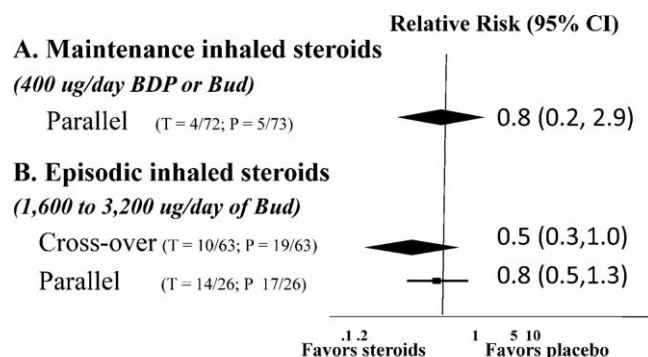 Relative Risk (95% CI)
A. Maintenance inhaled steroids
(400 ug/day BDP or Bud)
Parallel (T = 4/72; P = 5/73) 0.8 (0.2, 2.9)
B. Episodic inhaled steroids
(1,600 to 3,200 ug/day of Bud)
Cross-over (T = 10/63; P = 19/63) 0.5 (0.3,1.0)
Parallel (T = 14/26; P 17/26) 0.8 (0.5,1.3)
.1 .2 1 5 10
Favors steroids Favors placebo